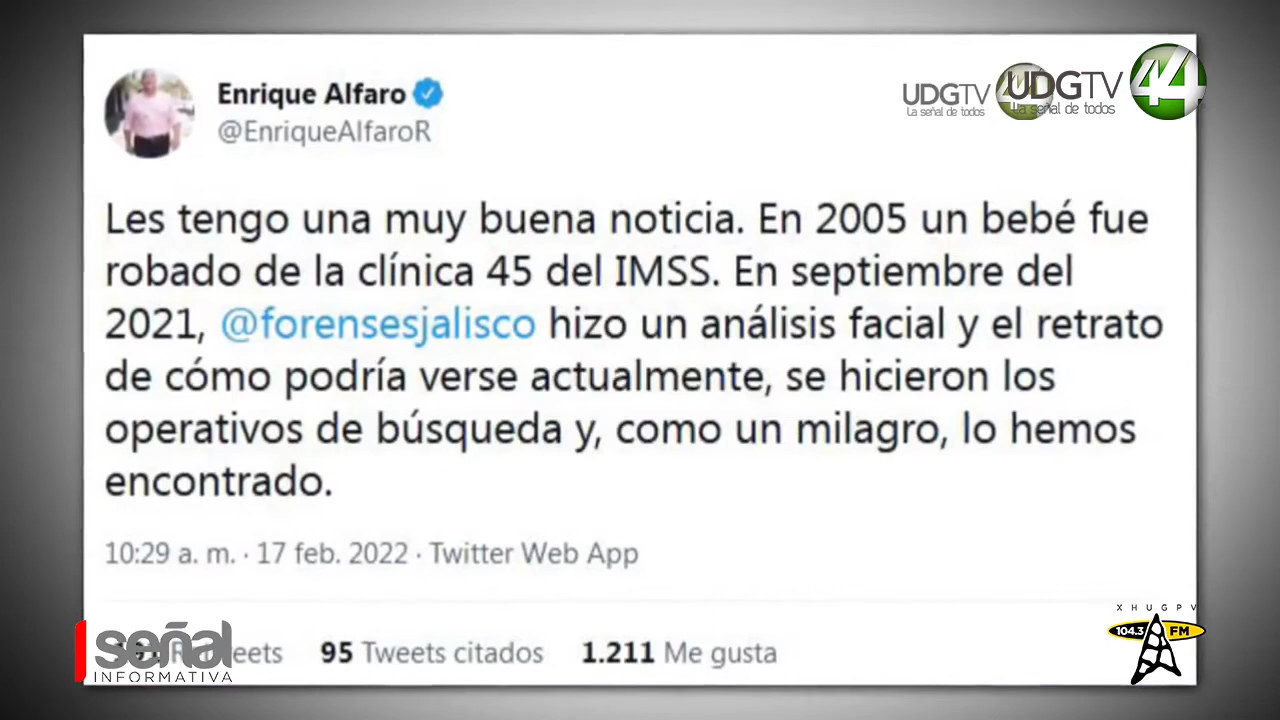 Enrique Alfaro
@EnriqueAlfaroR
UDGTV 44
La señal de todos
UDGTV 44
La señal de todos
Les tengo una muy buena noticia. En 2005 un bebé fue
robado de la clínica 45 del IMSS. En septiembre del
2021, @forensesjalisco hizo un análisis facial y el retrato
de cómo podría verse actualmente, se hicieron los
operativos de búsqueda y, como un milagro, lo hemos
encontrado.
10:29 a. m. · 17 feb. 2022 · Twitter Web App
95 Tweets citados 1.211 Me gusta
señal
INFORMATIVA
XHUGPV
104.3 FM